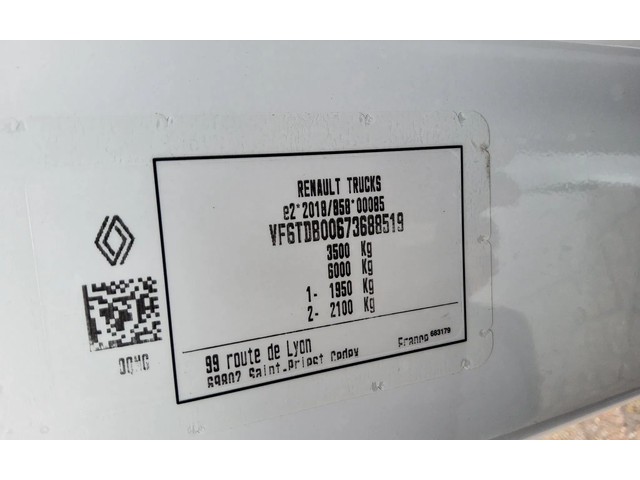 RENAULT TRUCKS
e2*2018/858*00085
VF6TDB00673688519
3500 Kg
6000 Kg
1- 1950 Kg
2- 2100 Kg
99 route de Lyon
69802 Saint-Priest Cedex France 683179